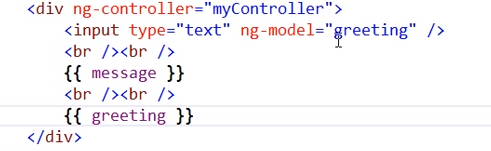 <div ng-controller="myController">
<input type="text" ng-model="greeting" />
<br /><br />
{{ message }}
<br /><br />
{{ greeting }}
</div>